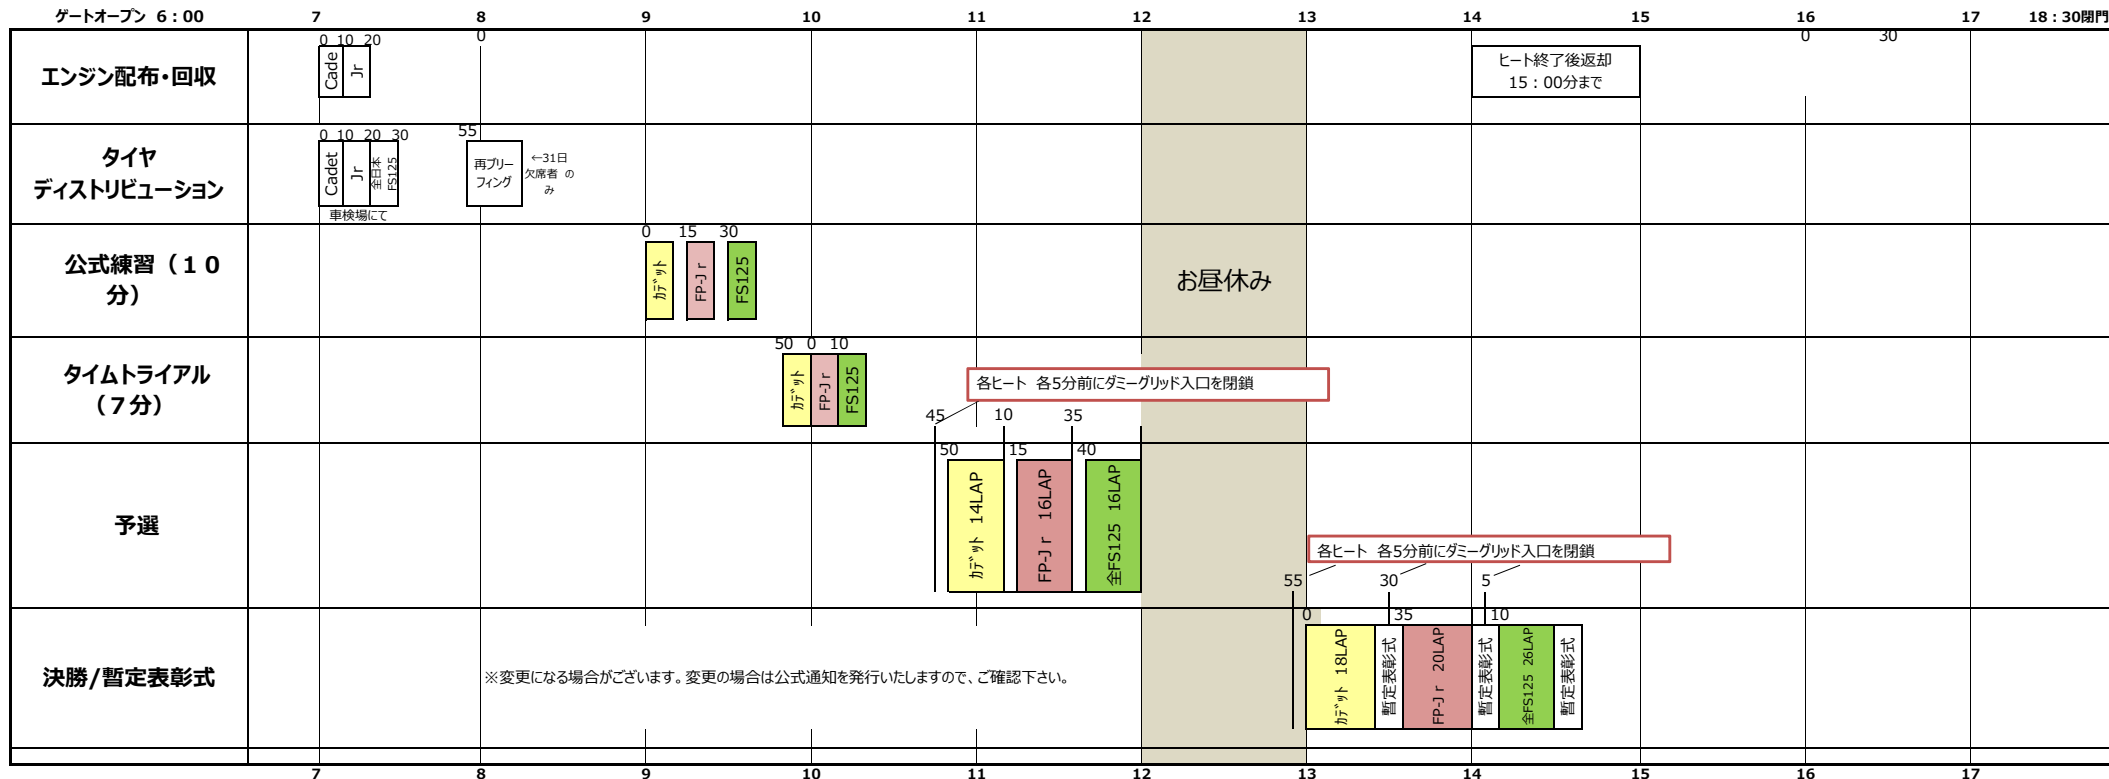 ゲートオープン 6：00 7 8 9 10 11 12 13 14 15 16 17 18：30閉門
0 10 20 0 0 30
エンジン配布・回収
Cade
Jr
ヒート終了後返却
15：00分まで
0 10 20 30 55
タイヤ
ディストリビューション
Cadet
Jr
全日本
FS125
車検場にて
再ブリー
フィング
←31日
欠席者 の
み
0 15 30
公式練習（１０
分）
ｶﾃﾞｯﾄ
FP-Jｒ
FS125
お昼休み
50 0 10
タイムトライアル
（７分）
ｶﾃﾞｯﾄ
FP-Jｒ
FS125
各ヒート 各5分前にダミーグリッド入口を閉鎖
45 10 35
50 15 40
予選
ｶﾃﾞｯﾄ 14LAP
FP-Jｒ 16LAP
全FS125 16LAP
各ヒート 各5分前にダミーグリッド入口を閉鎖
55 30 5
0 35 10
決勝/暫定表彰式
※変更になる場合がございます。変更の場合は公式通知を発行いたしますので、ご確認下さい。
ｶﾃﾞｯﾄ 18LAP
暫定表彰式
FP-Jｒ 20LAP
暫定表彰式
全FS125 26LAP
暫定表彰式
7 8 9 10 11 12 13 14 15 16 17